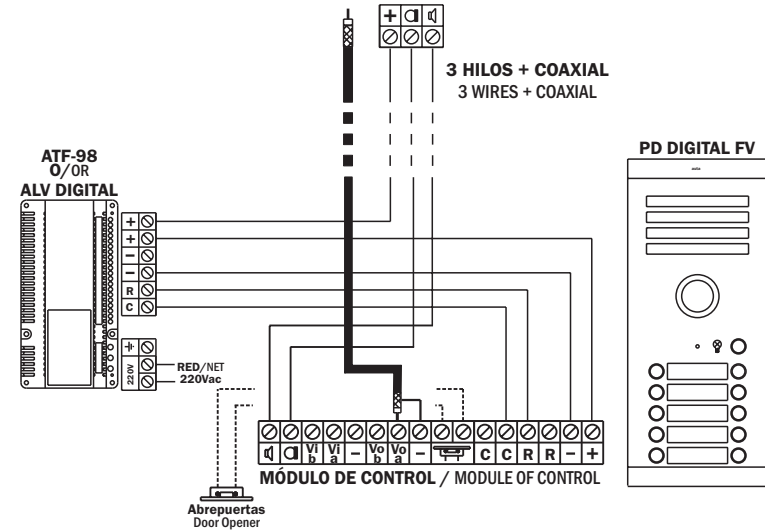 +
3 HILOS + COAXIAL
3 WIRES + COAXIAL
ATF-98
O/OR
ALV DIGITAL
PD DIGITAL FV
+
+
−
−
R
C
220V
RED/NET
220Vac
Vi b Vi a − Vo b Vo a − C C R R − +
MÓDULO DE CONTROL / MODULE OF CONTROL
Abrepuertas
Door Opener